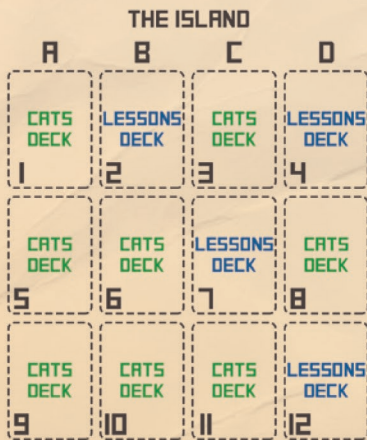 THE ISLAND
A B C D
CATS LESSONS CATS LESSONS
DECK DECK DECK DECK
1 2 3 4
CATS CATS LESSONS CATS
DECK DECK DECK DECK
5 6 7 8
CATS CATS CATS LESSONS
DECK DECK DECK DECK
9 10 11 12